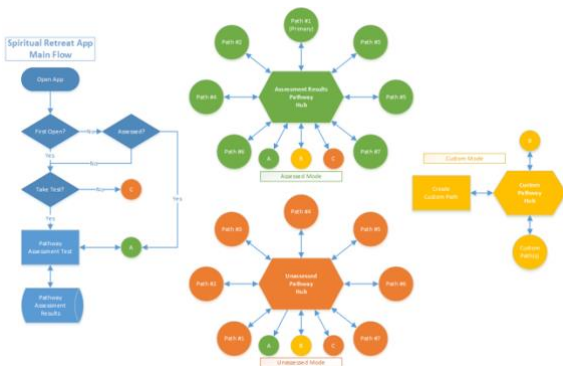 Spiritual Retreat App
Main Flow
Open App
First Open?
No
Assessed?
Yes
No
Take Test?
No
C
Yes
Yes
Pathway
Assessment Test
A
Pathway
Assessment
Results
Path #1
(Primary)
Path #2
Path #3
Path #4
Assessment Results
Pathway
Hub
Path #5
Path #6
Path #7
A
B
C
Assessed Mode
Path #4
Path #3
Path #5
Path #2
Unassessed
Pathway
Hub
Path #6
Path #1
Path #7
A
B
C
Unassessed Mode
B
Custom Mode
Create
Custom Path
Custom
Pathway
Hub
Custom